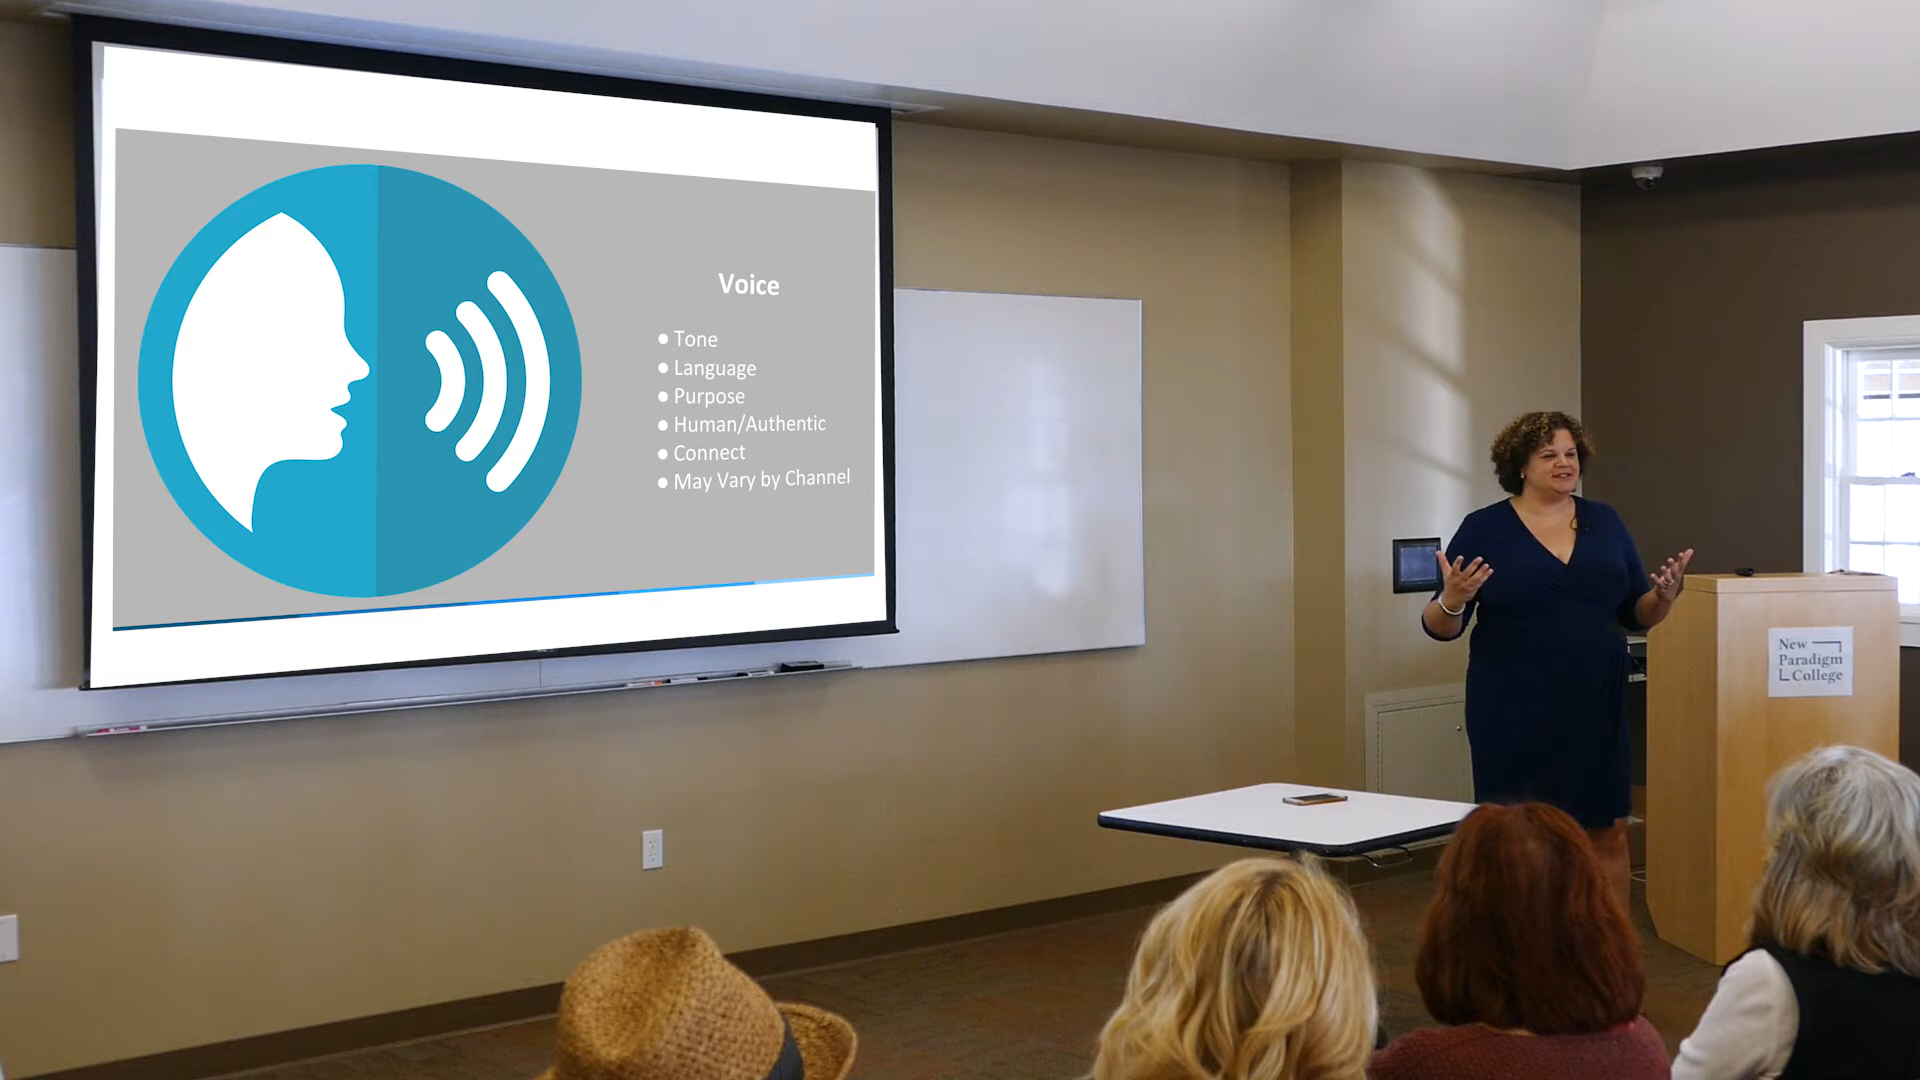 Voice
Tone
Language
Purpose
Human/Authentic
Connect
May Vary by Channel
New
Paradigm
College